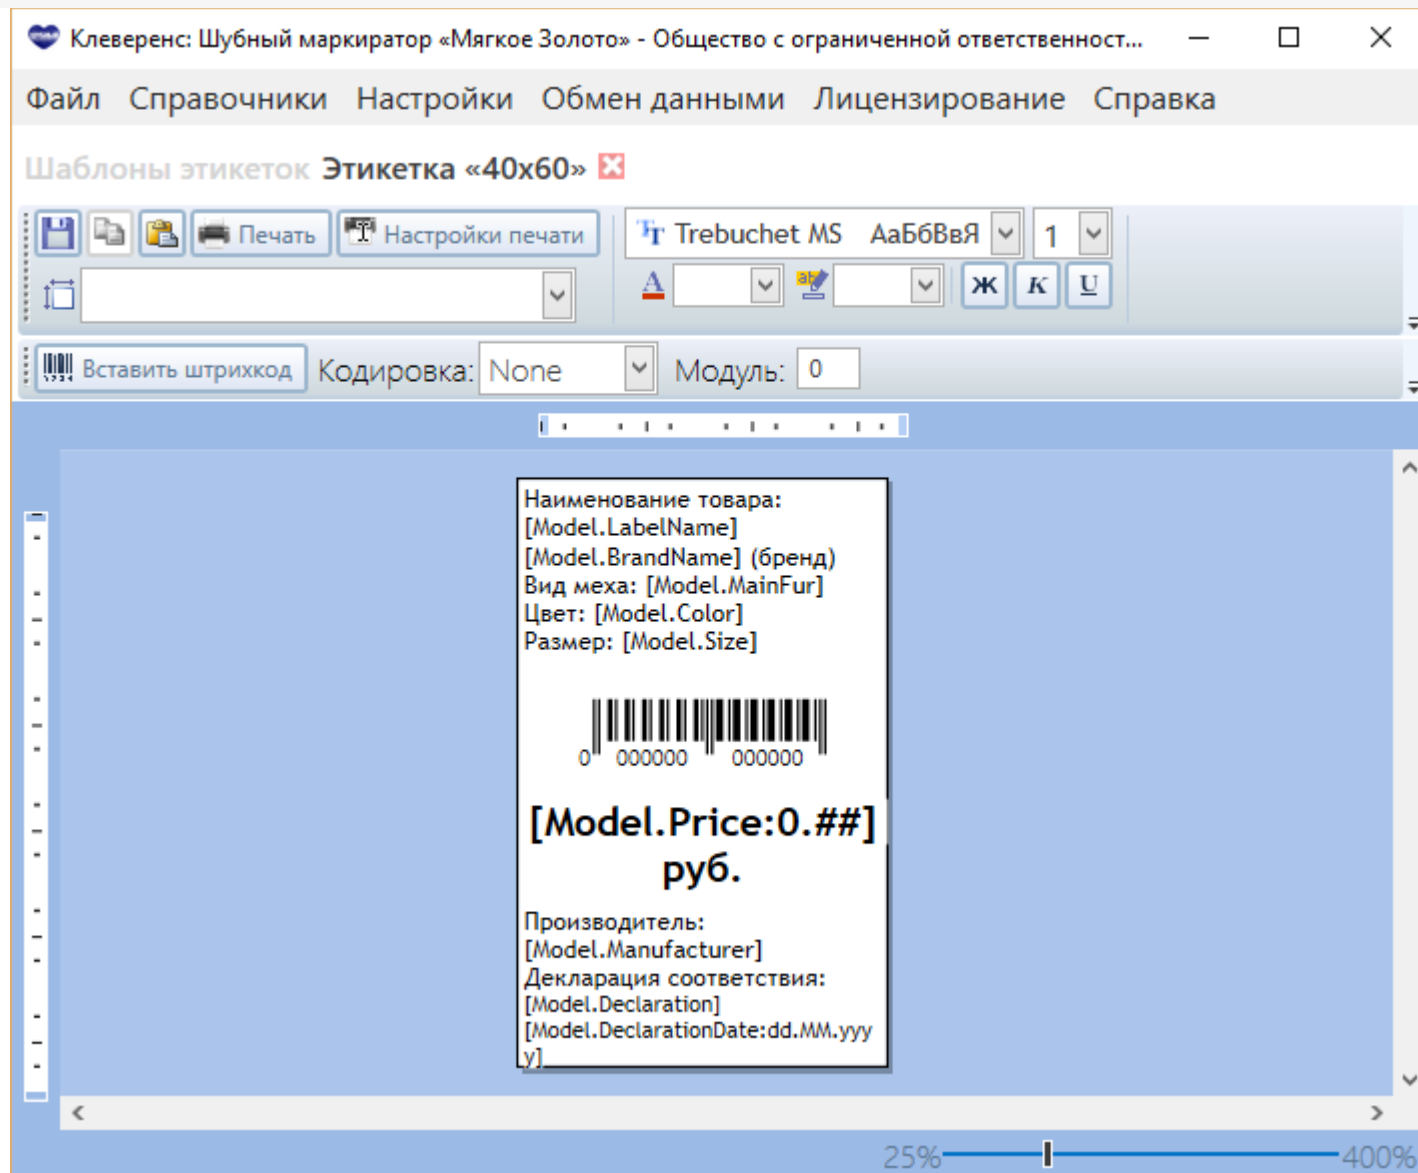 Клеверенс: Шубный маркиратор «Мягкое Золото» - Общество с ограниченной ответственност...
Файл Справочники Настройки Обмен данными Лицензирование Справка
Шаблоны этикеток Этикетка «40x60»
Печать Настройки печати Trebuchet MS АаБбВвЯ 1
Ж К U
Вставить штрихкод Кодировка: None Модуль: 0
Наименование товара:
[Model.LabelName]
[Model.BrandName] (бренд)
Вид меха: [Model.MainFur]
Цвет: [Model.Color]
Размер: [Model.Size]
0 000000 000000
[Model.Price:0.##]
руб.
Производитель:
[Model.Manufacturer]
Декларация соответствия:
[Model.Declaration]
[Model.DeclarationDate:dd.MM.yyy
y]
25% 400%